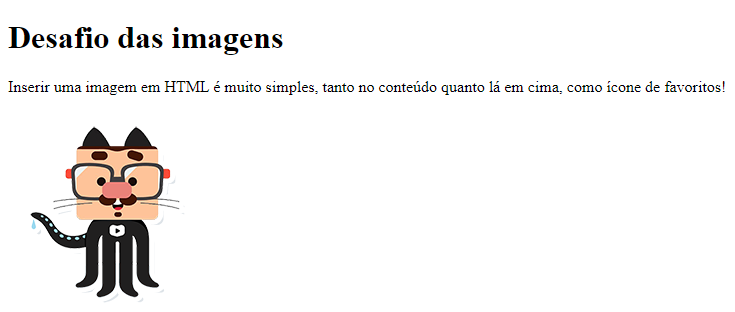 Desafio das imagens
Inserir uma imagem em HTML é muito simples, tanto no conteúdo quanto lá em cima, como ícone de favoritos!